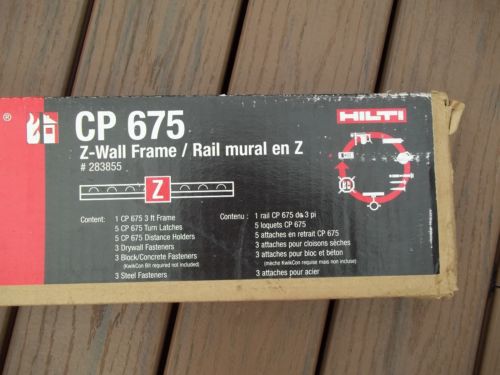 ®
CP 675
HILTI
Z-Wall Frame / Rail mural en Z
# 283855
Z
Content: 1 CP 675 3 ft Frame
5 CP 675 Turn Latches
5 CP 675 Distance Holders
3 Drywall Fasteners
3 Block/Concrete Fasteners
(KwikCon Bit required not included)
3 Steel Fasteners
Contenu : 1 rail CP 675 de 3 pi
5 loquets CP 675
5 attaches en retrait CP 675
3 attaches pour cloisons sèches
3 attaches pour bloc et béton
(mèche KwikCon requise mais non incluse)
3 attaches pour acier